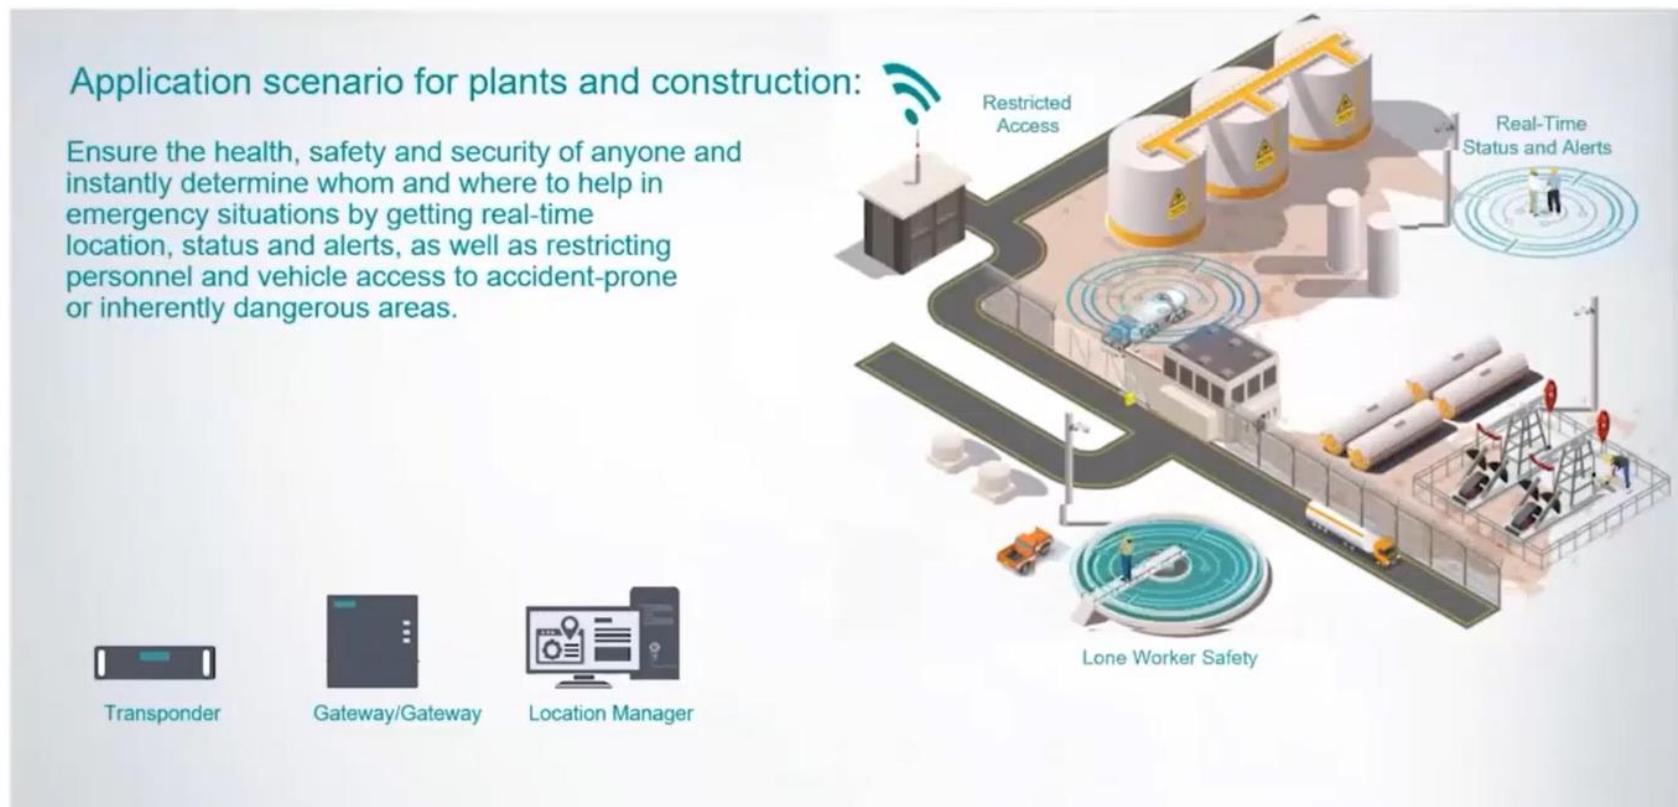 Application scenario for plants and construction:
Ensure the health, safety and security of anyone and
instantly determine whom and where to help in
emergency situations by getting real-time
location, status and alerts, as well as restricting
personnel and vehicle access to accident-prone
or inherently dangerous areas.
Restricted
Access
Real-Time
Status and Alerts
Lone Worker Safety
Transponder
Gateway/Gateway
Location Manager